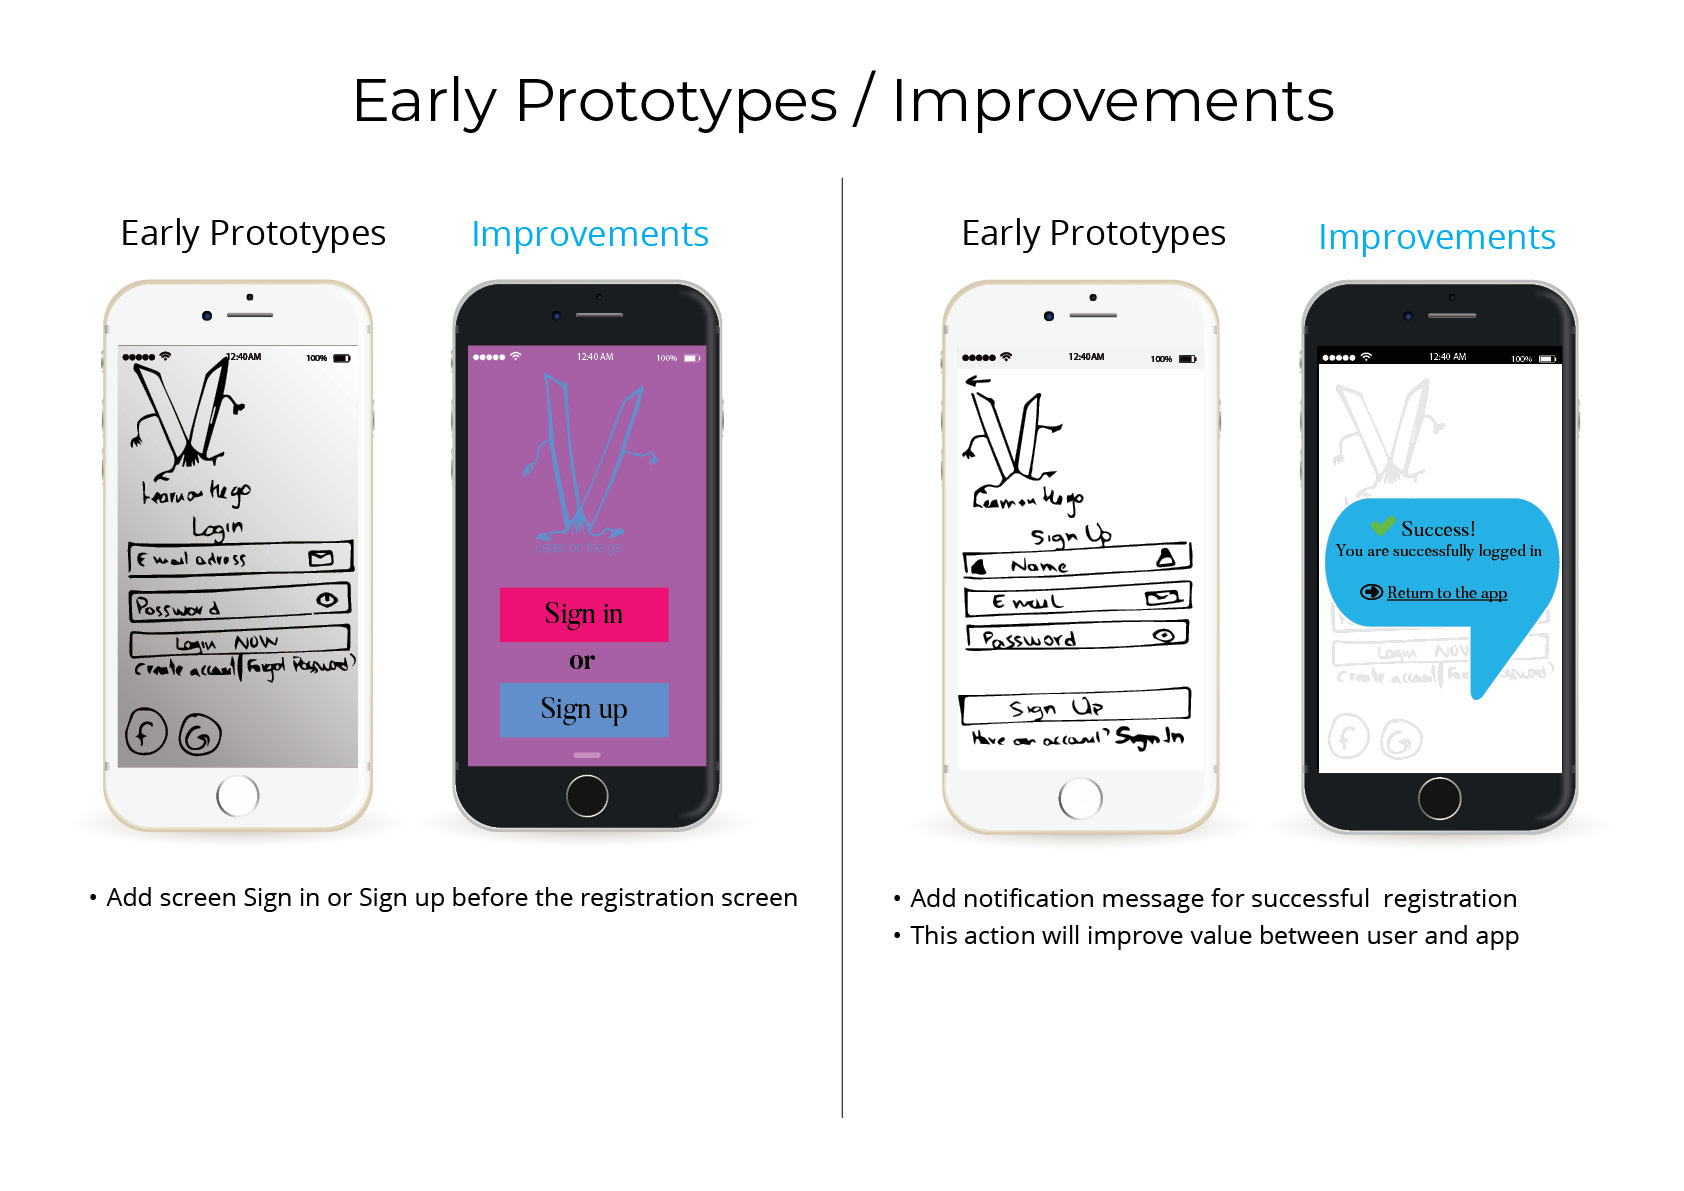 Early Prototypes / Improvements
Early Prototypes
Improvements
12:40AM
100%
Learn on the go
Login
Email adress
Password
Login NOW
Create account | Forgot Password?
f
G
12:40 AM
100%
Learn on the go
Sign in
or
Sign up
• Add screen Sign in or Sign up before the registration screen
Early Prototypes
Improvements
12:40AM
100%
Learn on the go
Sign Up
Name
Email
Password
Sign Up
Have an account? Sign In
12:40 AM
100%
Success!
You are successfully logged in
Return to the app
Login NOW
Create account
f
G
• Add notification message for successful registration
• This action will improve value between user and app